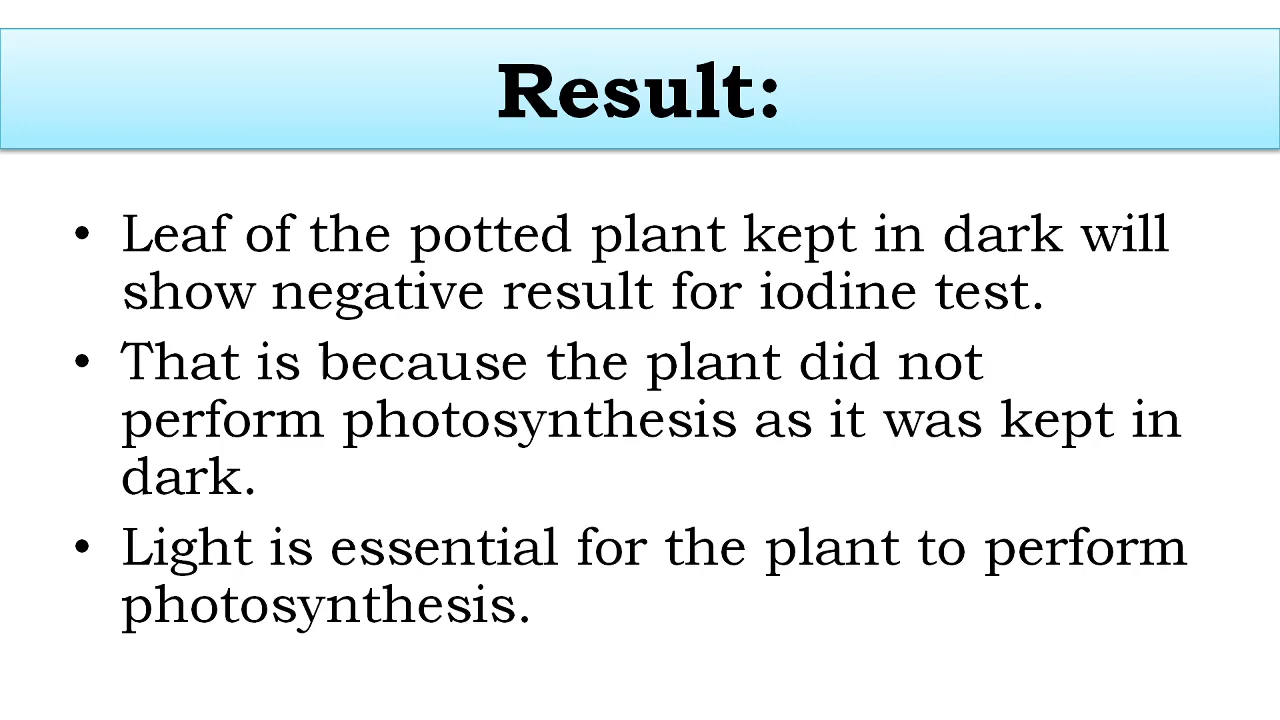 Result:
• Leaf of the potted plant kept in dark will
show negative result for iodine test.
• That is because the plant did not
perform photosynthesis as it was kept in
dark.
• Light is essential for the plant to perform
photosynthesis.